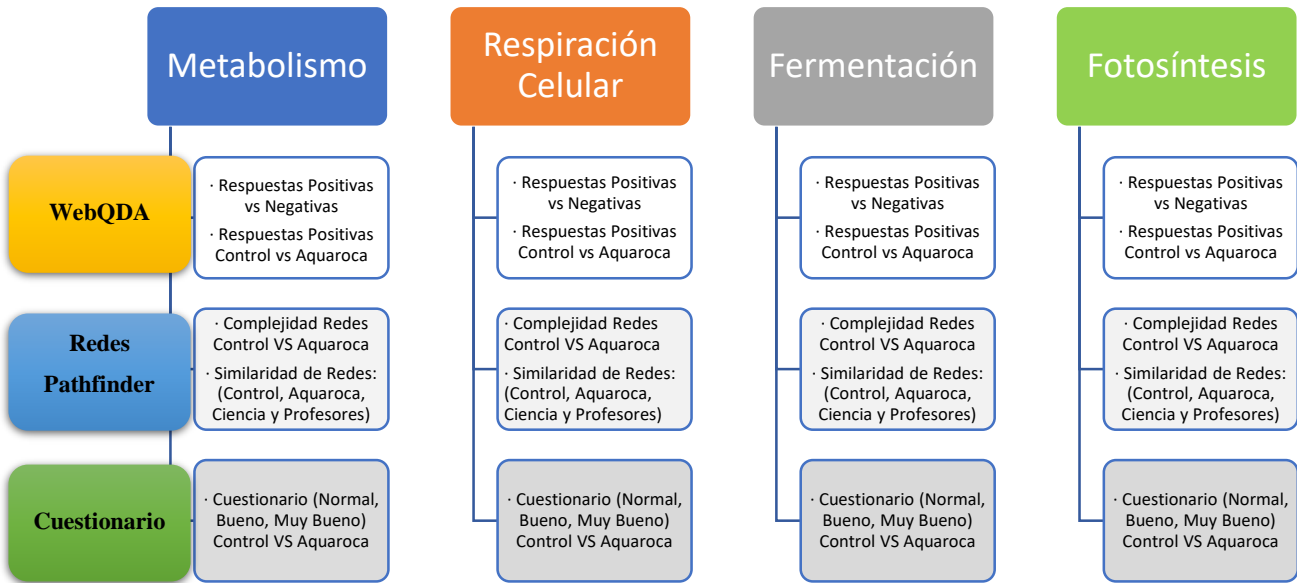 Metabolismo
Respiración
Celular
Fermentación
Fotosíntesis
WebQDA
· Respuestas Positivas
vs Negativas
· Respuestas Positivas
Control vs Aquaroca
· Respuestas Positivas
vs Negativas
· Respuestas Positivas
Control vs Aquaroca
· Respuestas Positivas
vs Negativas
· Respuestas Positivas
Control vs Aquaroca
· Respuestas Positivas
vs Negativas
· Respuestas Positivas
Control vs Aquaroca
Redes
Pathfinder
· Complejidad Redes
Control VS Aquaroca
· Similaridad de Redes:
(Control, Aquaroca,
Ciencia y Profesores)
· Complejidad Redes
Control VS Aquaroca
· Similaridad de Redes:
(Control, Aquaroca,
Ciencia y Profesores)
· Complejidad Redes
Control VS Aquaroca
· Similaridad de Redes:
(Control, Aquaroca,
Ciencia y Profesores)
· Complejidad Redes
Control VS Aquaroca
· Similaridad de Redes:
(Control, Aquaroca,
Ciencia y Profesores)
Cuestionario
· Cuestionario (Normal,
Bueno, Muy Bueno)
Control VS Aquaroca
· Cuestionario (Normal,
Bueno, Muy Bueno)
Control VS Aquaroca
· Cuestionario (Normal,
Bueno, Muy Bueno)
Control VS Aquaroca
· Cuestionario (Normal,
Bueno, Muy Bueno)
Control VS Aquaroca